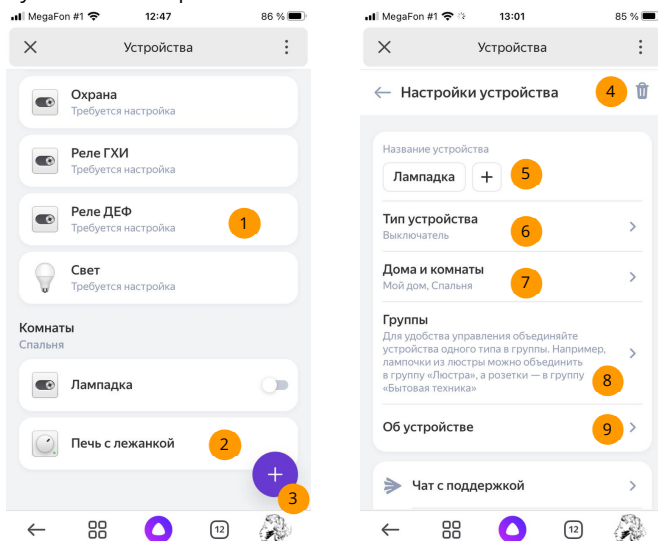 MegaFon #1 12:47 86 %
Устройства
Охрана
Требуется настройка
Реле ГХИ
Требуется настройка
Реле ДЕФ
Требуется настройка
1
Свет
Требуется настройка
Комнаты
Спальня
Лампадка
Печь с лежанкой
2
+
3
12
MegaFon #1 13:01 85 %
Устройства
Настройки устройства
4
Название устройства
Лампадка +
5
Тип устройства
Выключатель
6
Дома и комнаты
Мой дом, Спальня
7
Группы
Для удобства управления объединяйте
устройства одного типа в группы. Например,
лампочки из люстры можно объединить
в группу «Люстра», а розетки — в группу
«Бытовая техника»
8
Об устройстве
9
Чат с поддержкой
12